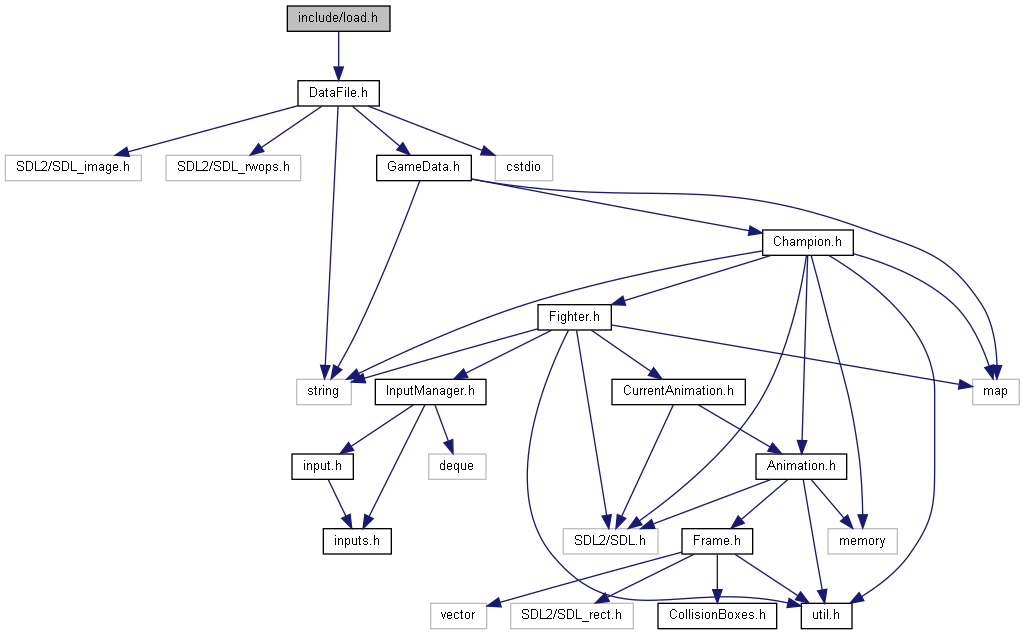 include/load.h
DataFile.h
SDL2/SDL_image.h
SDL2/SDL_rwops.h
GameData.h
cstdio
Champion.h
Fighter.h
string
InputManager.h
CurrentAnimation.h
map
input.h
deque
Animation.h
inputs.h
SDL2/SDL.h
Frame.h
memory
vector
SDL2/SDL_rect.h
CollisionBoxes.h
util.h